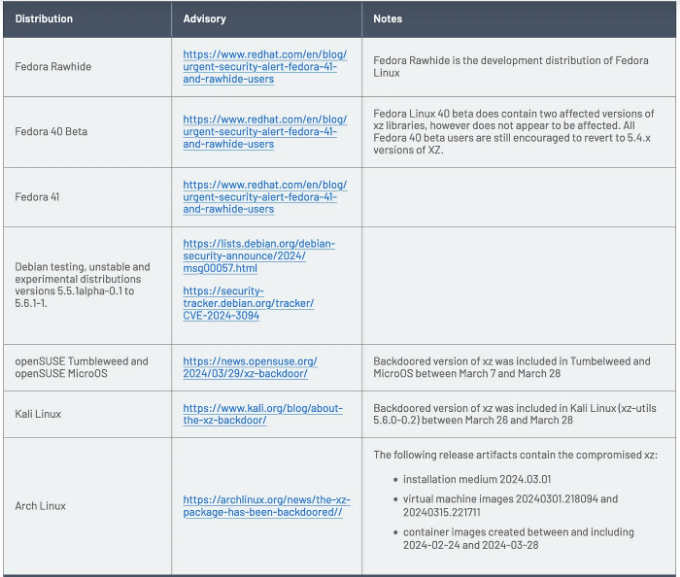 Distribution
Advisory
Notes
Fedora Rawhide
https://www.redhat.com/en/blog/
urgent-security-alert-fedora-41-
and-rawhide-users
Fedora Rawhide is the development distribution of Fedora
Linux
Fedora 40 Beta
https://www.redhat.com/en/blog/
urgent-security-alert-fedora-41-
and-rawhide-users
Fedora Linux 40 beta does contain two affected versions of
xz libraries, however does not appear to be affected. All
Fedora 40 beta users are still encouraged to revert to 5.4.x
versions of XZ.
Fedora 41
https://www.redhat.com/en/blog/
urgent-security-alert-fedora-41-
and-rawhide-users
Debian testing, unstable and
experimental distributions
versions 5.5.1alpha-0.1 to
5.6.1-1.
https://lists.debian.org/debian-
security-announce/2024/
msg00057.html
https://security-
tracker.debian.org/tracker/
CVE-2024-3094
openSUSE Tumbleweed and
openSUSE MicroOS
https://news.opensuse.org/
2024/03/29/xz-backdoor/
Backdoored version of xz was included in Tumbelweed and
MicroOS between March 7 and March 28
Kali Linux
https://www.kali.org/blog/about-
the-xz-backdoor/
Backdoored version of xz was included in Kali Linux (xz-utils
5.6.0-0.2) between March 26 and March 28
Arch Linux
https://archlinux.org/news/the-xz-
package-has-been-backdoored//
The following release artifacts contain the compromised xz:
• installation medium 2024.03.01
• virtual machine images 20240301.218094 and
20240315.221711
• container images created between and including
2024-02-24 and 2024-03-28